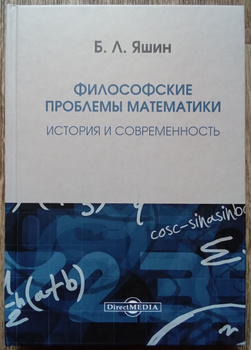 Б. Л. Яшин
ФИЛОСОФСКИЕ
ПРОБЛЕМЫ МАТЕМАТИКИ
ИСТОРИЯ И СОВРЕМЕННОСТЬ
cosc-sinasinb
(a+b)
DirectMEDIA